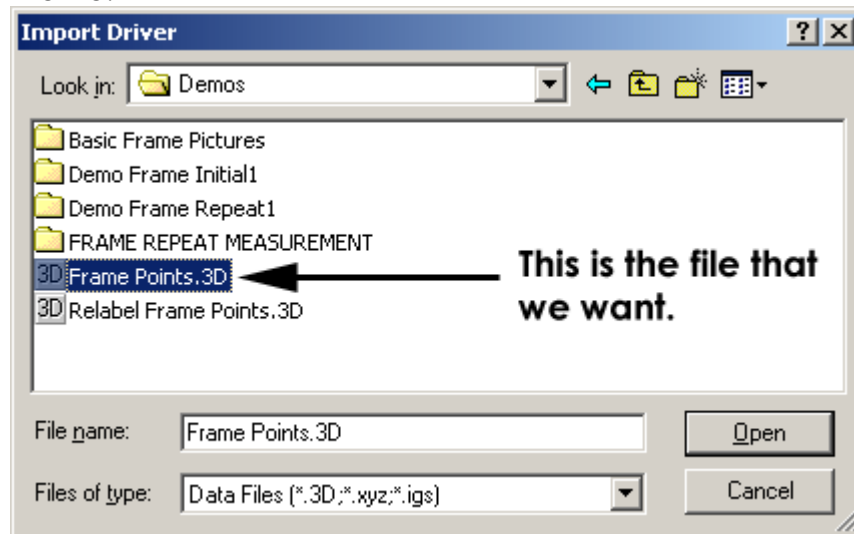 Import Driver
Look in: Demos
Basic Frame Pictures
Demo Frame Initial1
Demo Frame Repeat1
FRAME REPEAT MEASUREMENT
3D Frame Points.3D
3D Relabel Frame Points.3D
This is the file that
we want.
File name: Frame Points.3D
Open
Files of type: Data Files (*.3D;*.xyz;*.igs)
Cancel